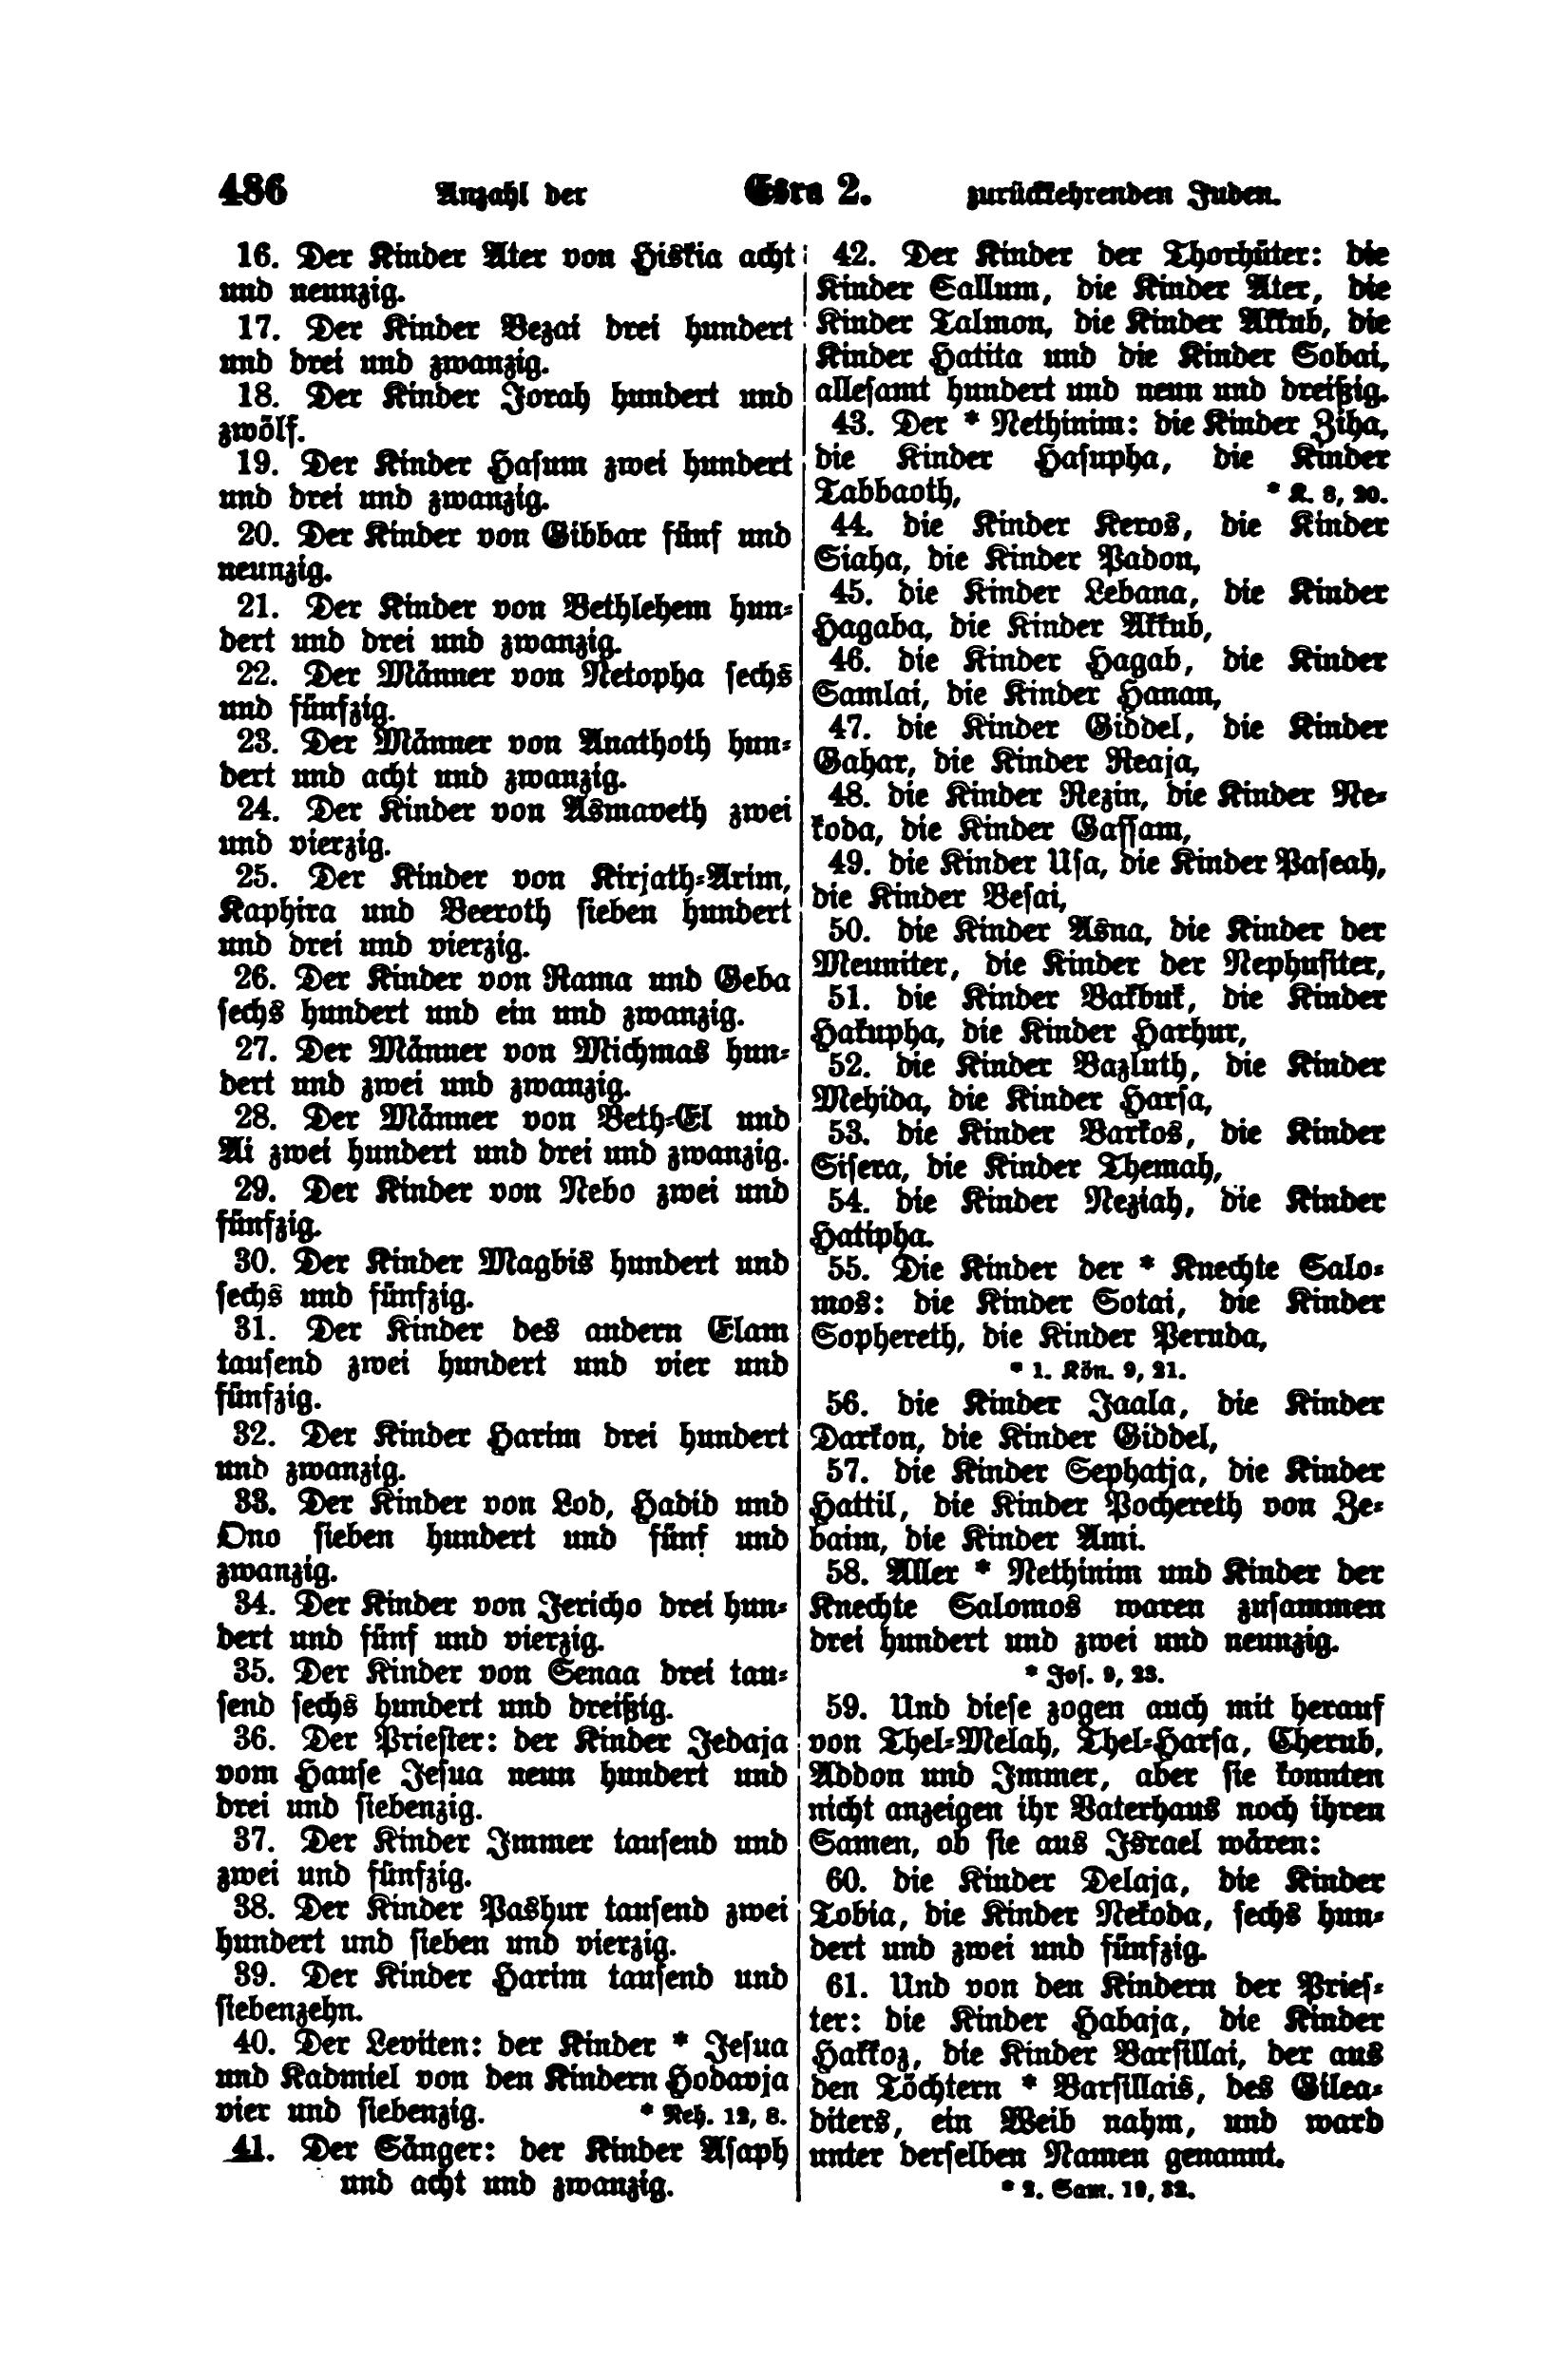 486 Anzahl der Esra 2. zurückkehrenden Juden.
16. Der Kinder Ater von Hiskia acht
und neunzig.
17. Der Kinder Bezai drei hundert
und drei und zwanzig.
18. Der Kinder Jorah hundert und
zwölf.
19. Der Kinder Hasum zwei hundert
und drei und zwanzig.
20. Der Kinder von Gibbar fünf und
neunzig.
21. Der Kinder von Bethlehem hun-
dert und drei und zwanzig.
22. Der Männer von Netopha sechs
und fünfzig.
23. Der Männer von Anathoth hun-
dert und acht und zwanzig.
24. Der Kinder von Asmaveth zwei
und vierzig.
25. Der Kinder von Kirjath-Arim,
Kaphira und Beeroth sieben hundert
und drei und vierzig.
26. Der Kinder von Rama und Geba
sechs hundert und ein und zwanzig.
27. Der Männer von Michmas hun-
dert und zwei und zwanzig.
28. Der Männer von Beth-El und
Ai zwei hundert und drei und zwanzig.
29. Der Kinder von Nebo zwei und
fünfzig.
30. Der Kinder Magbis hundert und
sechs und fünfzig.
31. Der Kinder des andern Elam
tausend zwei hundert und vier und
fünfzig.
32. Der Kinder Harim drei hundert
und zwanzig.
33. Der Kinder von Lod, Hadid und
Ono sieben hundert und fünf und
zwanzig.
34. Der Kinder von Jericho drei hun-
dert und fünf und vierzig.
35. Der Kinder von Senaa drei tau-
send sechs hundert und dreißig.
36. Der Priester: der Kinder Jedaja
vom Hause Jesua neun hundert und
drei und siebenzig.
37. Der Kinder Immer tausend und
zwei und fünfzig.
38. Der Kinder Pashur tausend zwei
hundert und sieben und vierzig.
39. Der Kinder Harim tausend und
siebenzehn.
40. Der Leviten: der Kinder * Jesua
und Kadmiel von den Kindern Hodavja
vier und siebenzig. * Neh. 12, 8.
41. Der Sänger: der Kinder Asaph
und acht und zwanzig.
42. Der Kinder der Thorhüter: die
Kinder Sallum, die Kinder Ater, die
Kinder Talmon, die Kinder Akkub, die
Kinder Hatita und die Kinder Sobai,
allesamt hundert und neun und dreißig.
43. Der * Nethinim: die Kinder Ziha,
die Kinder Hasupha, die Kinder
Tabbaoth, * K. 8, 20.
44. die Kinder Keros, die Kinder
Siaha, die Kinder Padon,
45. die Kinder Lebana, die Kinder
Hagaba, die Kinder Akkub,
46. die Kinder Hagab, die Kinder
Samlai, die Kinder Hanan,
47. die Kinder Giddel, die Kinder
Gahar, die Kinder Reaja,
48. die Kinder Rezin, die Kinder Ne-
koda, die Kinder Gassam,
49. die Kinder Usa, die Kinder Paseah,
die Kinder Besai,
50. die Kinder Asna, die Kinder der
Meuniter, die Kinder der Nephusiter,
51. die Kinder Bakbuk, die Kinder
Hakupha, die Kinder Harhur,
52. die Kinder Bazluth, die Kinder
Mehida, die Kinder Harsa,
53. die Kinder Barkos, die Kinder
Sisera, die Kinder Themah,
54. die Kinder Neziah, die Kinder
Hatipha.
55. Die Kinder der * Knechte Salo-
mos: die Kinder Sotai, die Kinder
Sophereth, die Kinder Peruda,
* 1. Kön. 9, 21.
56. die Kinder Jaala, die Kinder
Darkon, die Kinder Giddel,
57. die Kinder Sephatja, die Kinder
Hattil, die Kinder Pochereth von Ze-
baim, die Kinder Ami.
58. Aller * Nethinim und Kinder der
Knechte Salomos waren zusammen
drei hundert und zwei und neunzig.
* Jos. 9, 23.
59. Und diese zogen auch mit herauf
von Thel-Melah, Thel-Harsa, Cherub,
Addon und Immer, aber sie konnten
nicht anzeigen ihr Vaterhaus noch ihren
Samen, ob sie aus Israel wären:
60. die Kinder Delaja, die Kinder
Tobia, die Kinder Nekoda, sechs hun-
dert und zwei und fünfzig.
61. Und von den Kindern der Pries-
ter: die Kinder Habaja, die Kinder
Hakkoz, die Kinder Barsillai, der aus
den Töchtern * Barsillais, des Gilea-
diters, ein Weib nahm, und ward
unter derselben Namen genannt.
* 2. Sam. 19, 32.